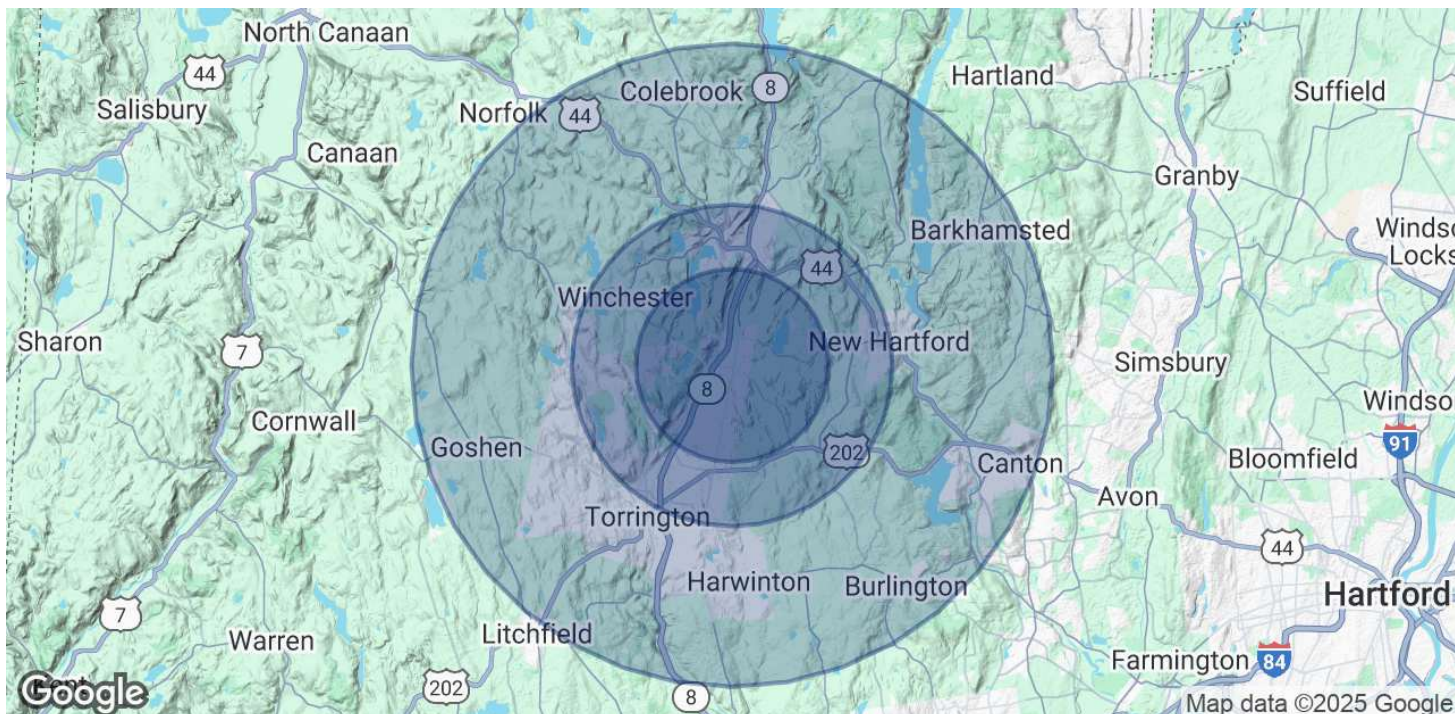 North Canaan
44
Salisbury
Canaan
Norfolk
44
Colebrook
8
Hartland
Suffield
Granby
Barkhamsted
Windso
Locks
44
Winchester
Sharon
7
New Hartford
Simsbury
8
Windso
91
Cornwall
Goshen
202
Canton
Bloomfield
Avon
Torrington
44
Harwinton
Burlington
Hartford
7
Warren
Litchfield
Farmington
84
202
8
Google
Map data ©2025 Google